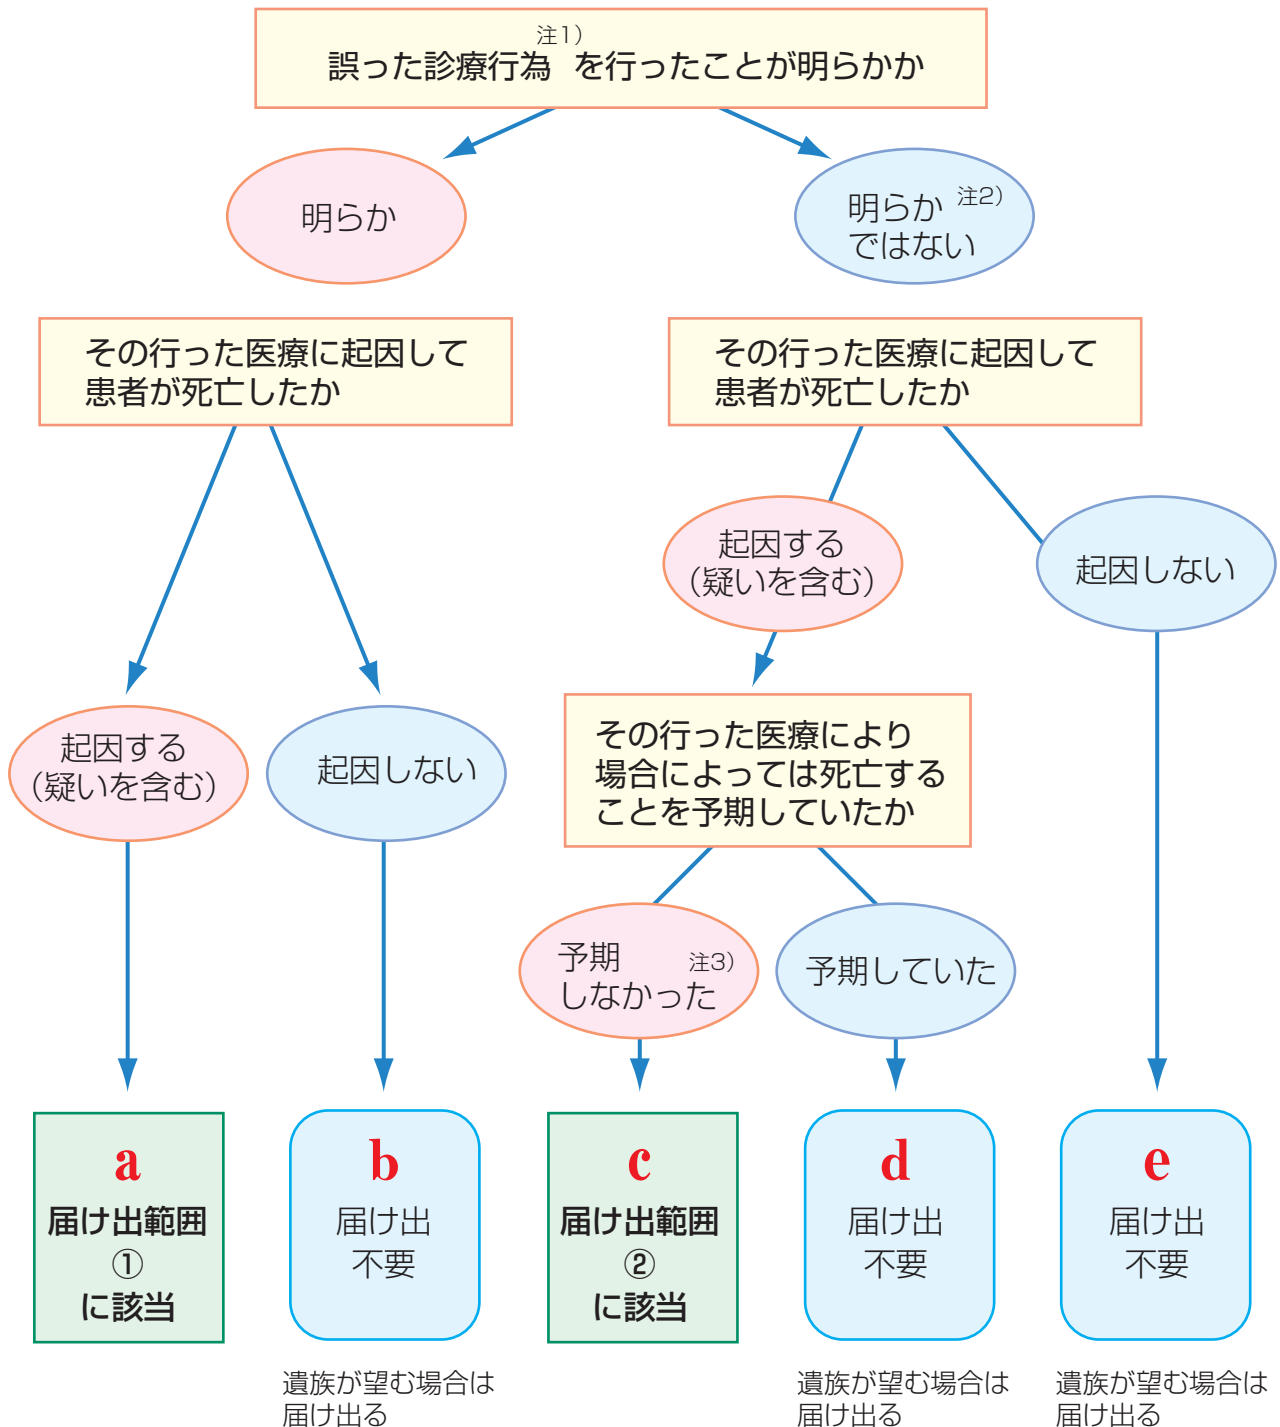 注1）
誤った診療行為 を行ったことが明らかか
明らか
明らか 注2）
ではない
その行った医療に起因して
患者が死亡したか
その行った医療に起因して
患者が死亡したか
起因する
（疑いを含む）
起因しない
起因する
（疑いを含む）
起因しない
その行った医療により
場合によっては死亡する
ことを予期していたか
予期 注3）
しなかった
予期していた
a
届け出範囲
①
に該当
b
届け出
不要
c
届け出範囲
②
に該当
d
届け出
不要
e
届け出
不要
遺族が望む場合は
届け出る
遺族が望む場合は
届け出る
遺族が望む場合は
届け出る